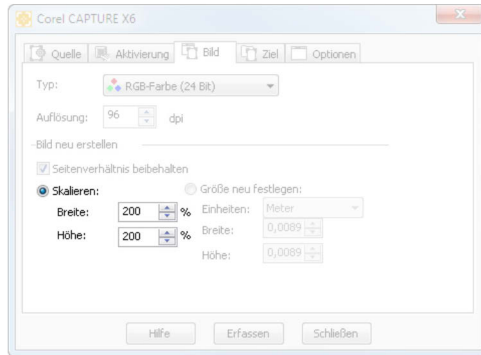 Corel CAPTURE X6
Quelle Aktivierung Bild Ziel Optionen
Typ: RGB-Farbe (24 Bit)
Auflösung: 96 dpi
Bild neu erstellen
Seitenverhältnis beibehalten
Skalieren: Größe neu festlegen:
Breite: 200 % Einheiten: Meter
Höhe: 200 % Breite: 0,0089
Höhe: 0,0089
Hilfe Erfassen Schließen